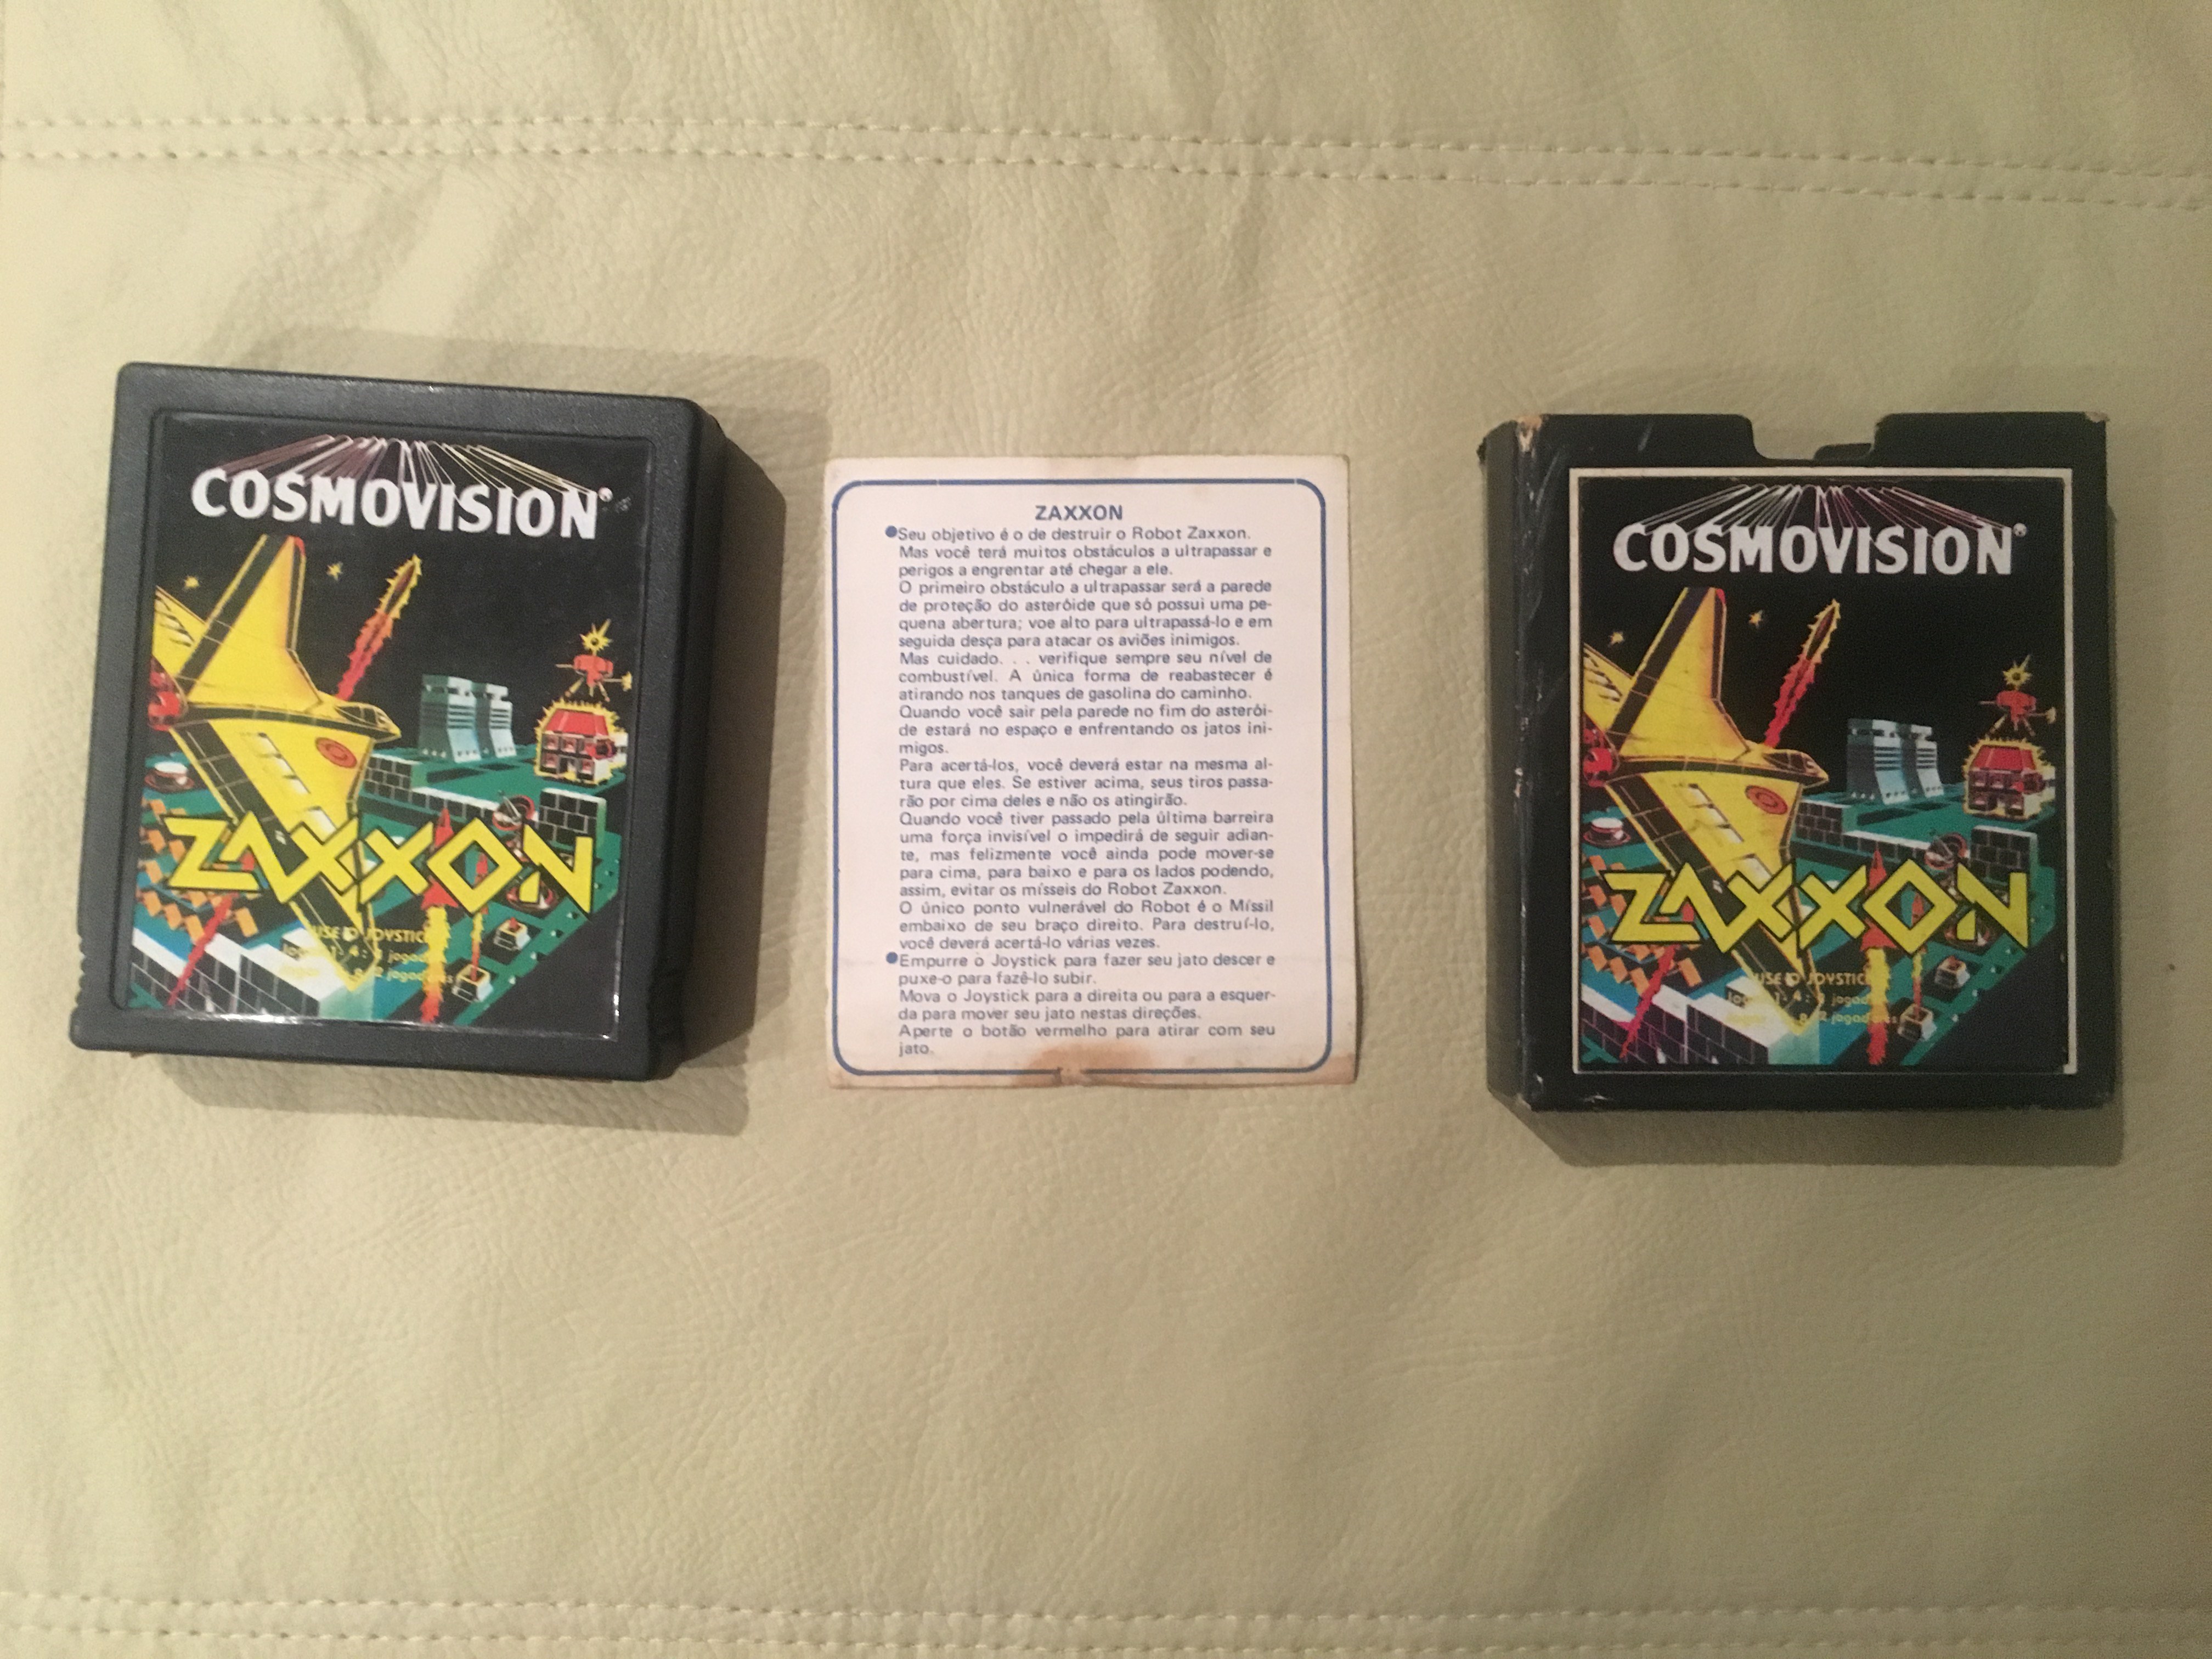 COSMOVISION®
ZAXXON
USE O JOYSTICK
ZAXXON
●Seu objetivo é o de destruir o Robot Zaxxon.
Mas você terá muitos obstáculos a ultrapassar e
perigos a engrentar até chegar a ele.
O primeiro obstáculo a ultrapassar será a parede
de proteção do asteróide que só possui uma pe-
quena abertura; voe alto para ultrapassá-lo e em
seguida desça para atacar os aviões inimigos.
Mas cuidado. . . verifique sempre seu nível de
combustível. A única forma de reabastecer é
atirando nos tanques de gasolina do caminho.
Quando você sair pela parede no fim do asterói-
de estará no espaço e enfrentando os jatos ini-
migos.
Para acertá-los, você deverá estar na mesma al-
tura que eles. Se estiver acima, seus tiros passa-
rão por cima deles e não os atingirão.
Quando você tiver passado pela última barreira
uma força invisível o impedirá de seguir adian-
te, mas felizmente você ainda pode mover-se
para cima, para baixo e para os lados podendo,
assim, evitar os mísseis do Robot Zaxxon.
O único ponto vulnerável do Robot é o Míssil
embaixo de seu braço direito. Para destruí-lo,
você deverá acertá-lo várias vezes.
●Empurre o Joystick para fazer seu jato descer e
puxe-o para fazê-lo subir.
Mova o Joystick para a direita ou para a esquer-
da para mover seu jato nestas direções.
Aperte o botão vermelho para atirar com seu
jato.
COSMOVISION®
ZAXXON
USE O JOYSTICK